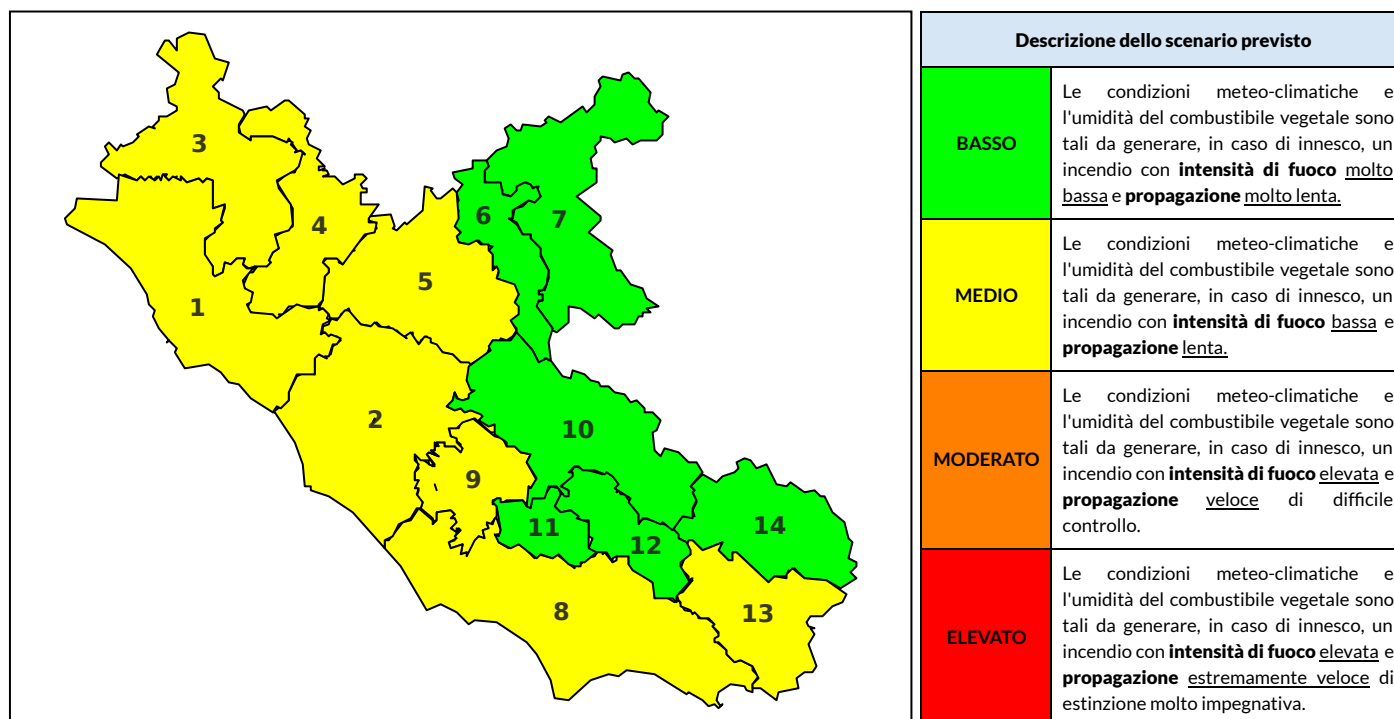 3
6
7
4
5
1
2
10
9
11
12
14
8
13
Descrizione dello scenario previsto
BASSO
Le condizioni meteo-climatiche e
l'umidità del combustibile vegetale sono
tali da generare, in caso di innesco, un
incendio con intensità di fuoco molto
bassa e propagazione molto lenta.
MEDIO
Le condizioni meteo-climatiche e
l'umidità del combustibile vegetale sono
tali da generare, in caso di innesco, un
incendio con intensità di fuoco bassa e
propagazione lenta.
MODERATO
Le condizioni meteo-climatiche e
l'umidità del combustibile vegetale sono
tali da generare, in caso di innesco, un
incendio con intensità di fuoco elevata e
propagazione veloce di difficile
controllo.
ELEVATO
Le condizioni meteo-climatiche e
l'umidità del combustibile vegetale sono
tali da generare, in caso di innesco, un
incendio con intensità di fuoco elevata e
propagazione estremamente veloce di
estinzione molto impegnativa.